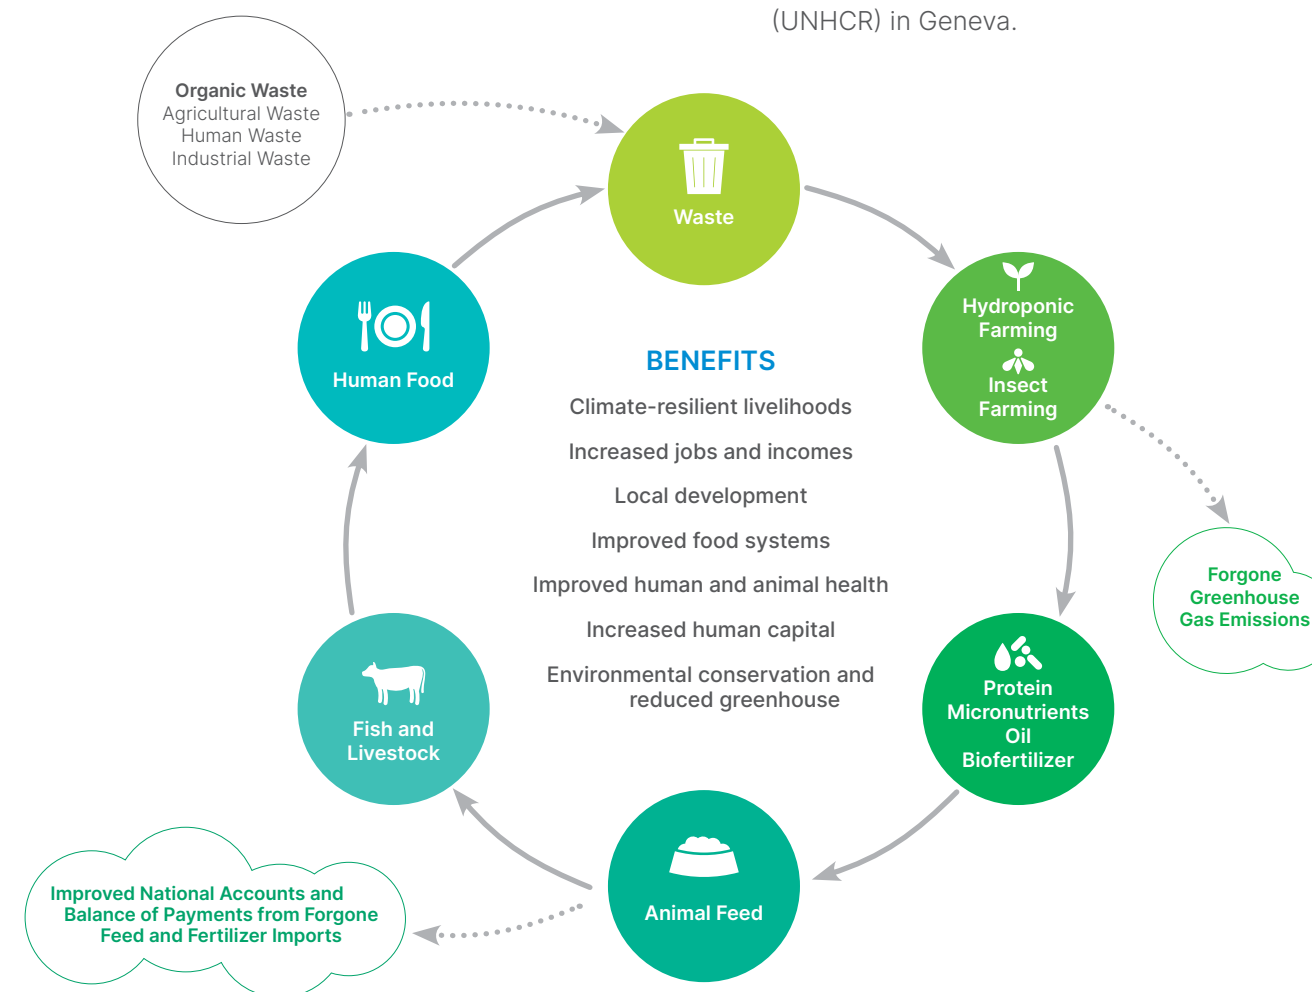 (UNHCR) in Geneva.
Organic Waste
Agricultural Waste
Human Waste
Industrial Waste
Waste
Hydroponic
Farming
Insect
Farming
Human Food
BENEFITS
Climate-resilient livelihoods
Increased jobs and incomes
Local development
Improved food systems
Improved human and animal health
Increased human capital
Environmental conservation and
reduced greenhouse
Forgone
Greenhouse
Gas Emissions
Protein
Micronutrients
Oil
Biofertilizer
Fish and
Livestock
Animal Feed
Improved National Accounts and
Balance of Payments from Forgone
Feed and Fertilizer Imports